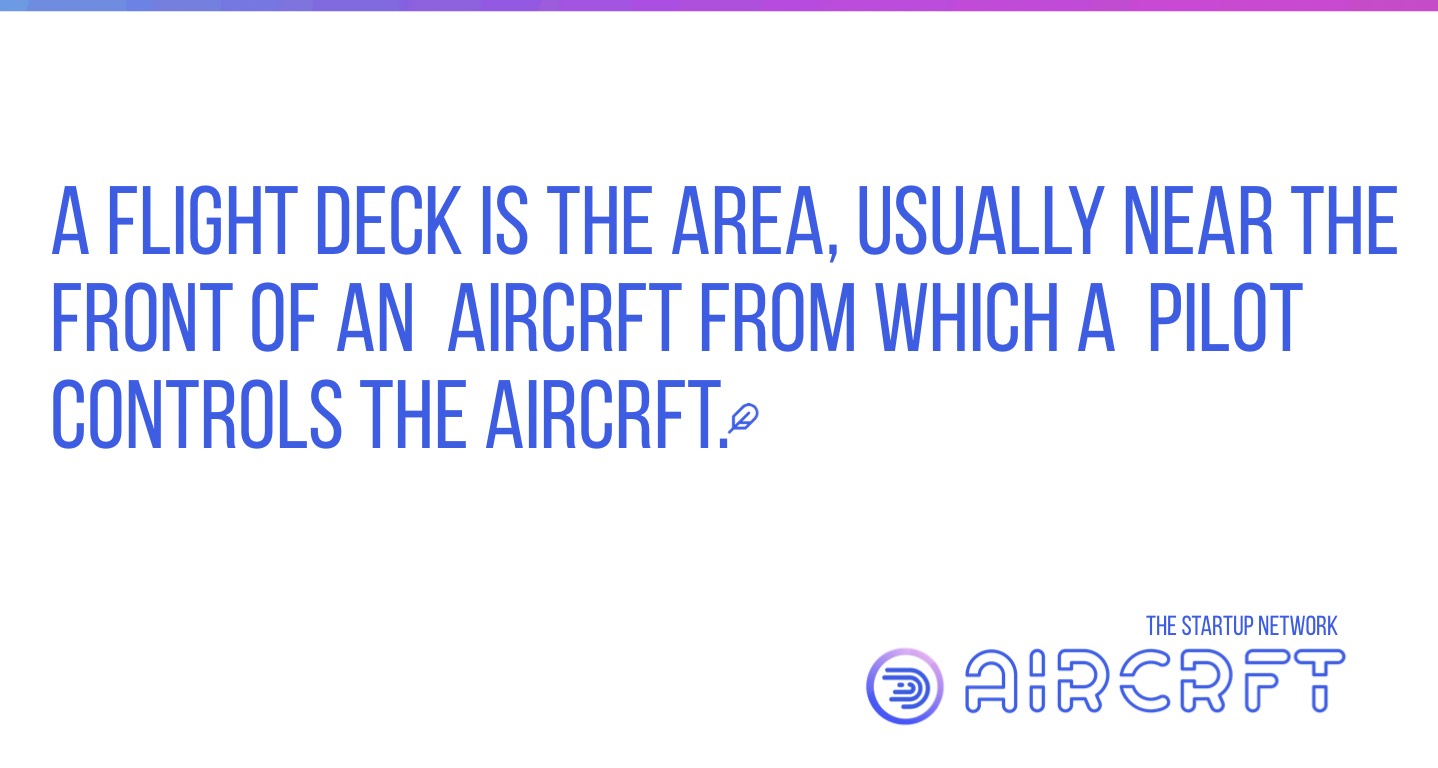 A FLIGHT DECK IS THE AREA, USUALLY NEAR THE
FRONT OF AN  AIRCRFT FROM WHICH A  PILOT
CONTROLS THE AIRCRFT.
THE STARTUP NETWORK
AIRCRFT